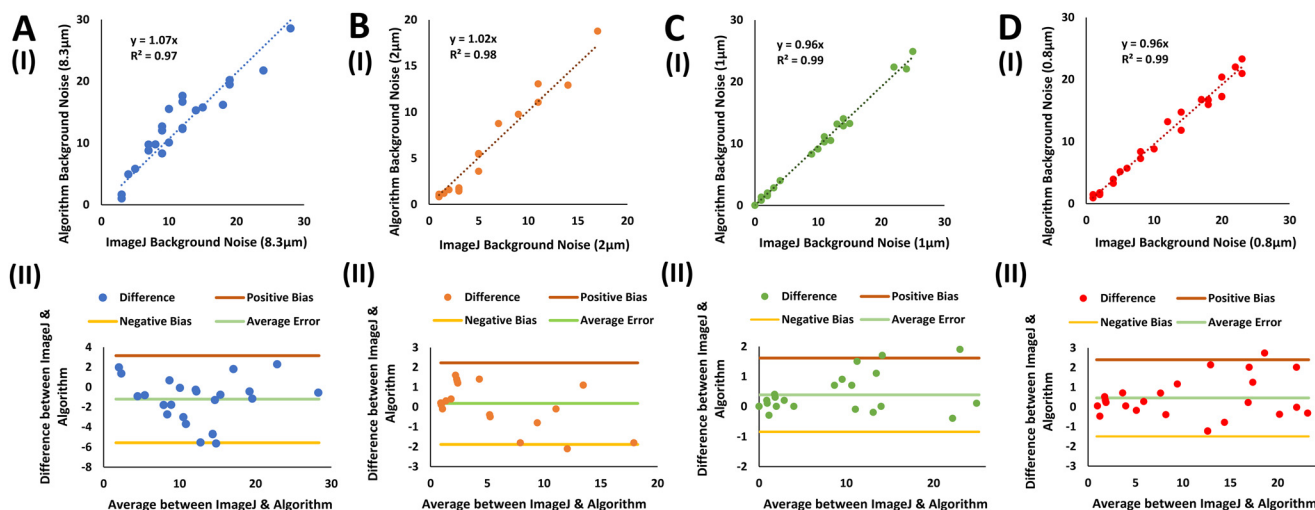 A
(I)
Algorithm Background Noise (8.3µm)
30
20
10
0
y = 1.07x
R² = 0.97
0 10 20 30
ImageJ Background Noise (8.3µm)
B
(I)
Algorithm Background Noise (2µm)
20
15
10
5
0
y = 1.02x
R² = 0.98
0 5 10 15 20
ImageJ Background Noise (2µm)
C
(I)
Algorithm Background Noise (1µm)
30
20
10
0
y = 0.96x
R² = 0.99
0 10 20 30
ImageJ Background Noise (1µm)
D
(I)
Algorithm Background Noise (0.8µm)
30
20
10
0
y = 0.96x
R² = 0.99
0 10 20 30
ImageJ Background Noise (0.8µm)
(II)
Difference Positive Bias
Negative Bias Average Error
Difference between ImageJ &
Algorithm
4
2
0
-2
-4
-6
-8
0 10 20 30
Average between ImageJ & Algorithm
(II)
Difference Positive Bias
Negative Bias Average Error
Difference between ImageJ &
Algorithm
3
2
1
0
-1
-2
-3
0 5 10 15 20
Average between ImageJ & Algorithm
(II)
Difference Positive Bias
Negative Bias Average Error
Difference between ImageJ &
Algorithm
2
1
0
-1
2
0 5 10 15 20 25
Average between ImageJ & Algorithm
(II)
Difference Positive Bias
Negative Bias Average Error
Difference between ImageJ &
Algorithm
3
2
1
0
-1
-2
-3
0 5 10 15 20
Average between ImageJ & Algorithm